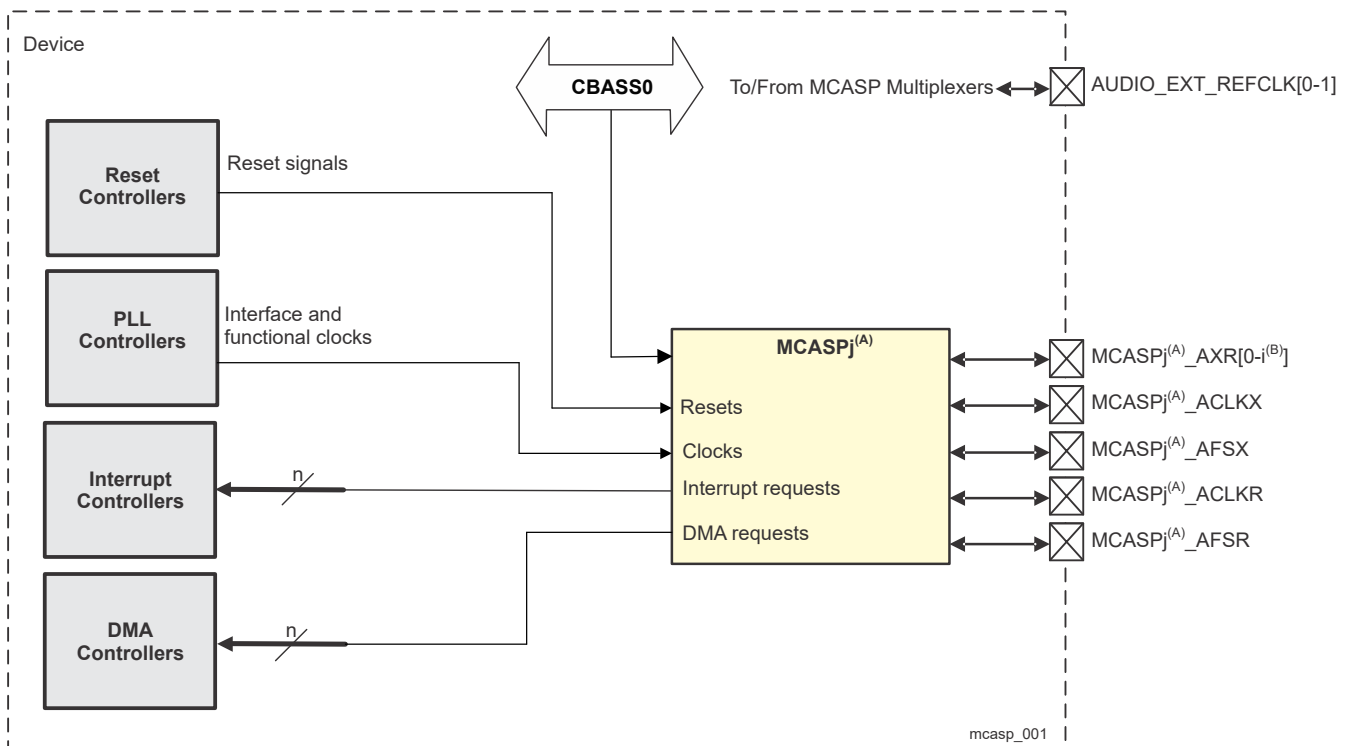 Device
CBASS0
To/From MCASP Multiplexers
AUDIO_EXT_REFCLK[0-1]
Reset
Controllers
Reset signals
PLL
Controllers
Interface and
functional clocks
MCASPj(A)
MCASPj(A)_AXR[0-i(B)]
Resets
MCASPj(A)_ACLKX
Clocks
MCASPj(A)_AFSX
Interrupt
Controllers
n
Interrupt requests
MCASPj(A)_ACLKR
DMA requests
MCASPj(A)_AFSR
DMA
Controllers
n
mcasp_001